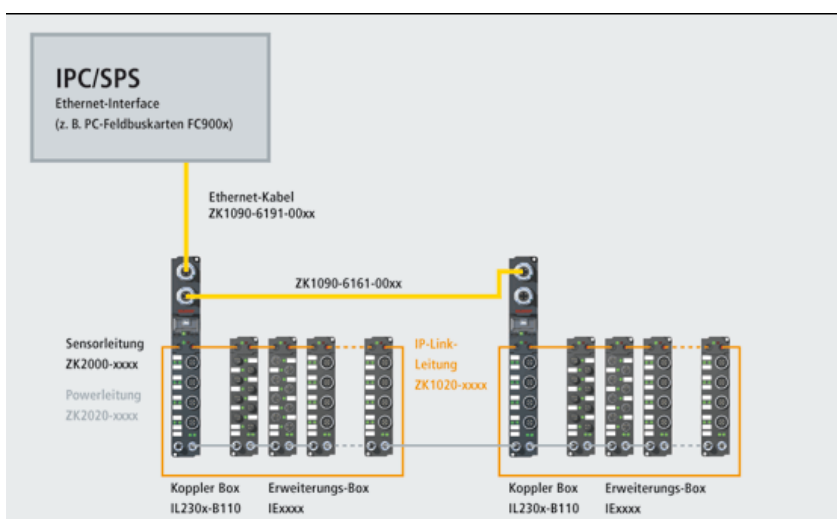 IPC/SPS
Ethernet-Interface
(z. B. PC-Feldbuskarten FC900x)
Ethernet-Kabel
ZK1090-6191-00xx
ZK1090-6161-00xx
Sensorleitung
ZK2000-xxxx
Powerleitung
ZK2020-xxxx
IP-Link-
Leitung
ZK1020-xxxx
Koppler Box
IL230x-B110
Erweiterungs-Box
IExxxx
Koppler Box
IL230x-B110
Erweiterungs-Box
IExxxx